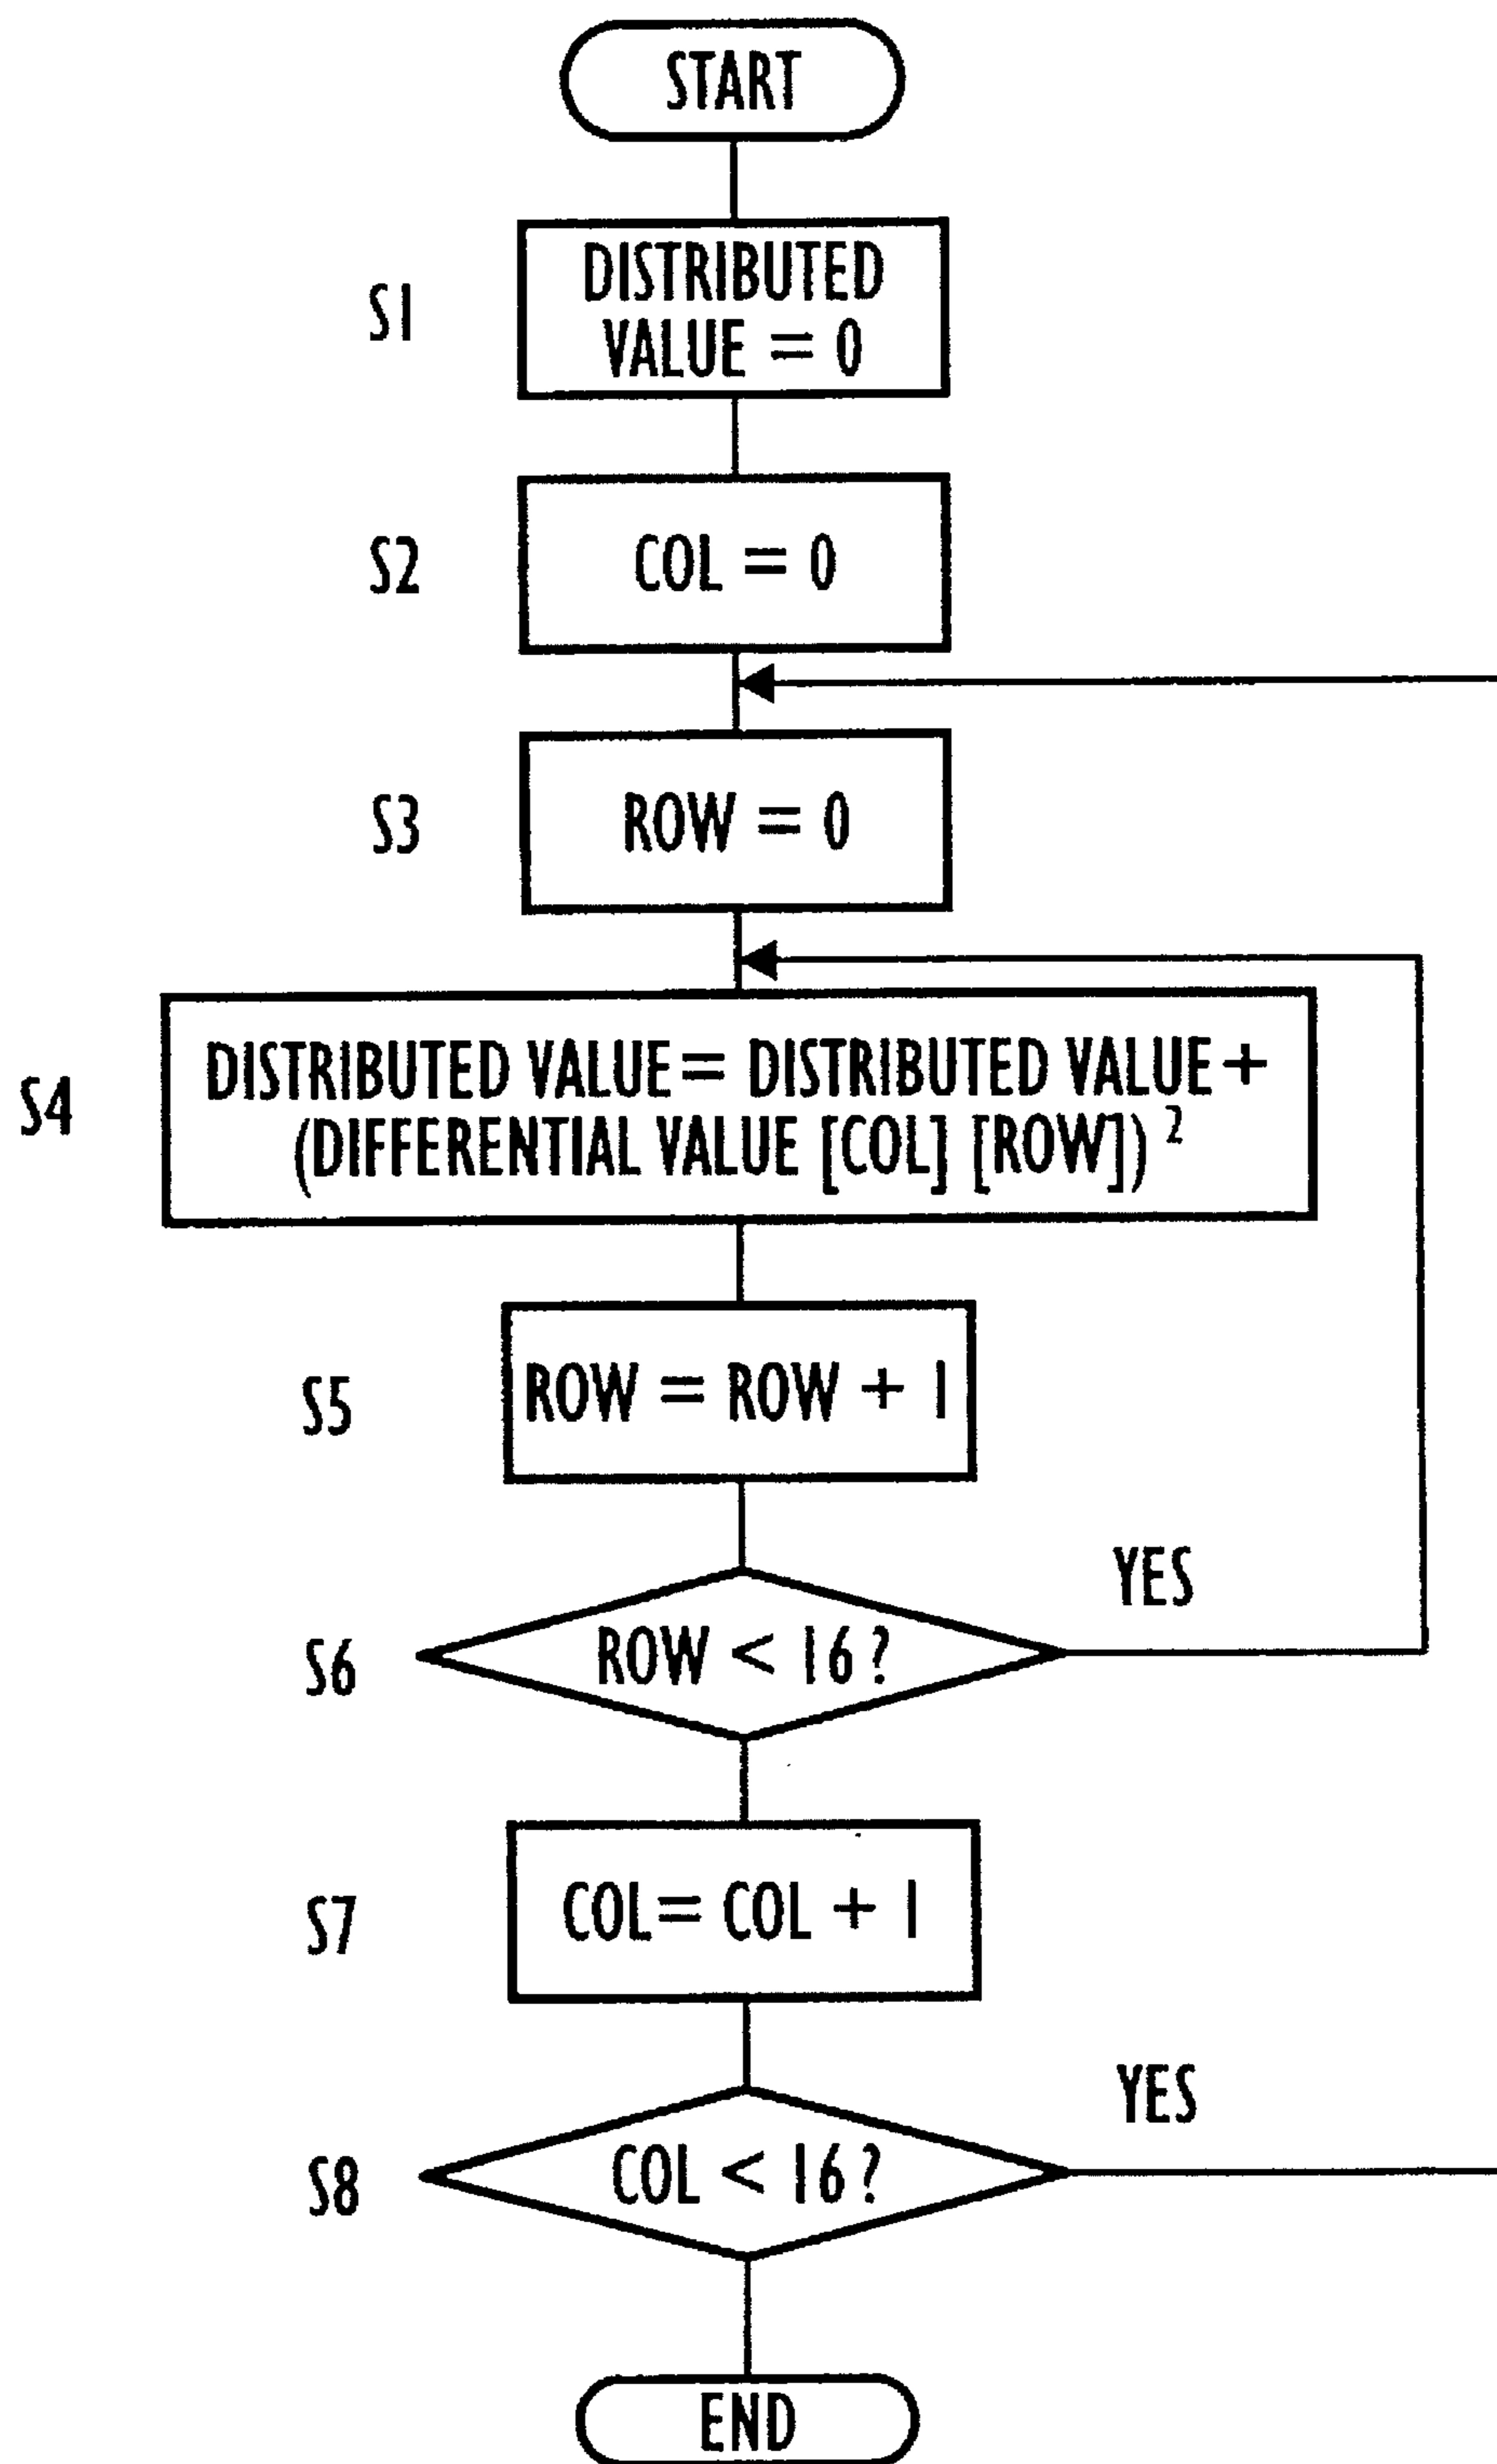 START
S1
DISTRIBUTED
VALUE = 0
S2
COL = 0
S3
ROW = 0
S4
DISTRIBUTED VALUE = DISTRIBUTED VALUE +
(DIFFERENTIAL VALUE [COL] [ROW]) ²
S5
ROW = ROW + 1
YES
S6
ROW < 16 ?
S7
COL = COL + 1
YES
S8
COL < 16 ?
END